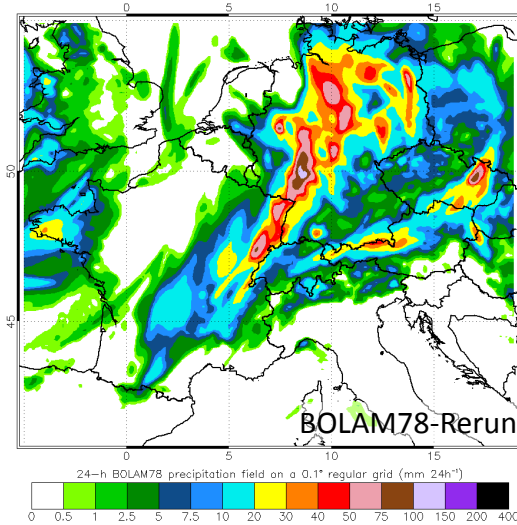 0 5 10 15
50
45
BOLAM78-Rerun
0 5 10 15
24-h BOLAM78 precipitation field on a 0.1° regular grid (mm 24h⁻¹)
0.5 1 2.5 5 7.5 10 20 30 40 50 75 100 150 200 400